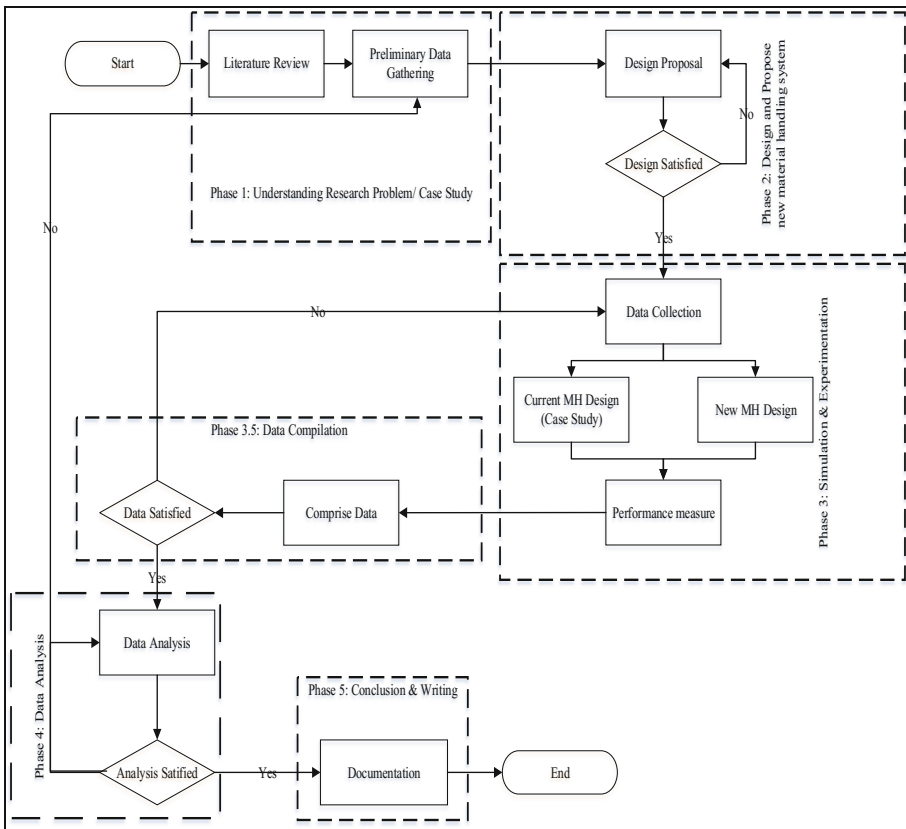 Start
Literature Review
Preliminary Data
Gathering
Phase 1: Understanding Research Problem/ Case Study
Design Proposal
No
Design Satisfied
Phase 2: Design and Propose
new material handling system
Yes
No
No
Data Collection
Current MH Design
(Case Study)
New MH Design
Performance measure
Phase 3: Simulation & Experimentation
Phase 3.5: Data Compilation
Data Satisfied
Comprise Data
Yes
Data Analysis
Phase 4: Data Analysis
Analysis Satified
Yes
Phase 5: Conclusion & Writing
Documentation
End